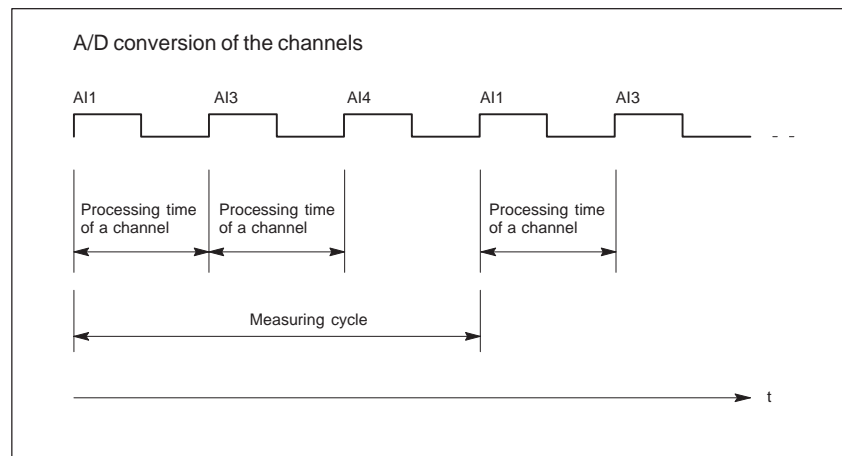 A/D conversion of the channels
AI1 AI3 AI4 AI1 AI3
Processing time of a channel
Processing time of a channel
Processing time of a channel
Measuring cycle
t